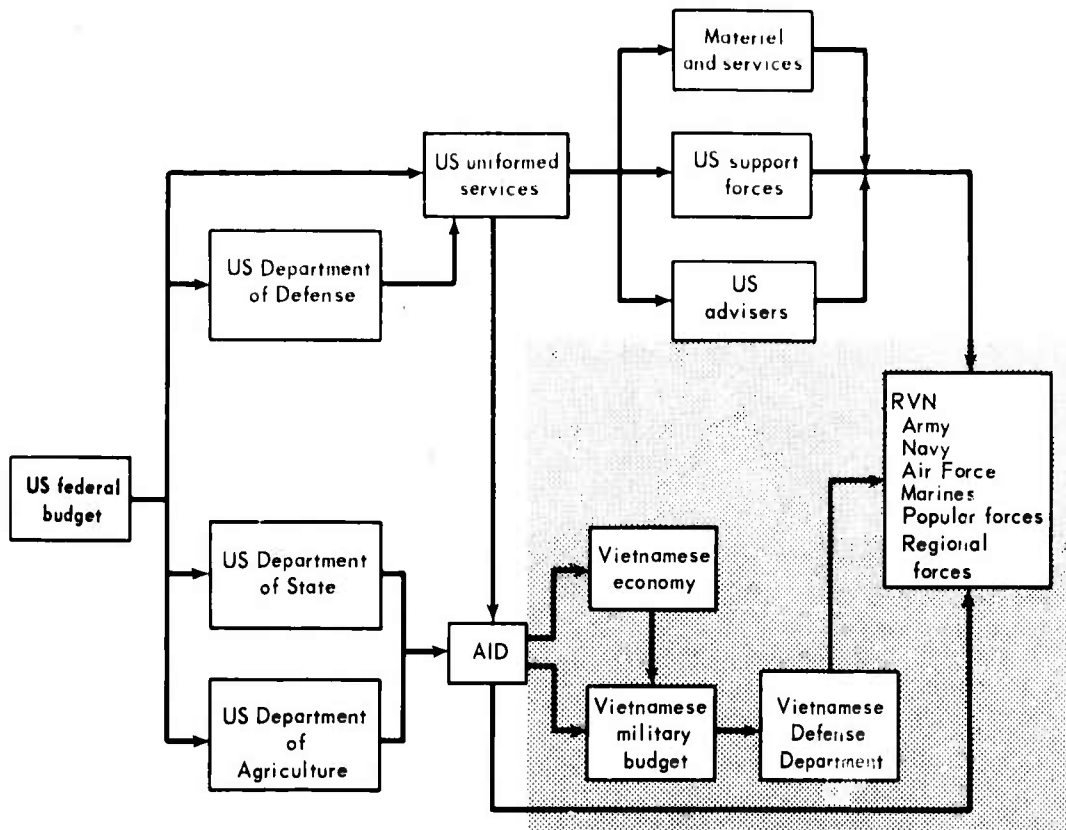 Materiel
and services
US uniformed
services
US support
forces
US Department
of Defense
US
advisers
RVN
Army
Navy
Air Force
Marines
Popular forces
Regional
forces
US federal
budget
US Department
of State
Vietnamese
economy
AID
US Department
of
Agriculture
Vietnamese
military
budget
Vietnamese
Defense
Department